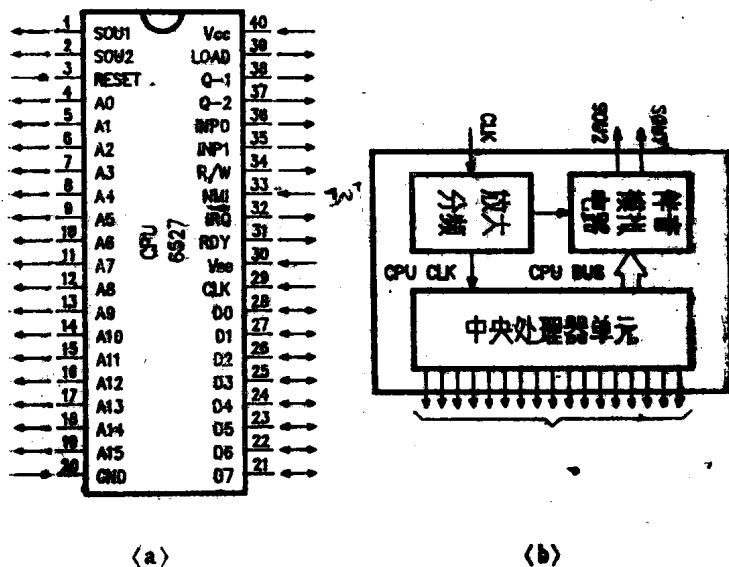 1 SOU1 Vcc 40
2 SOU2 LOAD 39
3 RESET Q-1 38
4 A0 Q-2 37
5 A1 INP0 36
6 A2 INP1 35
7 A3 R/W 34
8 A4 NMI 33
9 A5 IRQ 32
10 A6 RDY 31
11 A7 Vee 30
12 A8 CLK 29
13 A9 D0 28
14 A10 D1 27
15 A11 D2 26
16 A12 D3 25
17 A13 D4 24
18 A14 D5 23
19 A15 D6 22
20 GND D7 21
CPU
6527
CLK
SOU2
SOU1
放大
分频
伴音
模拟
电路
CPU CLK
CPU BUS
中央处理器单元
〈a〉
〈b〉